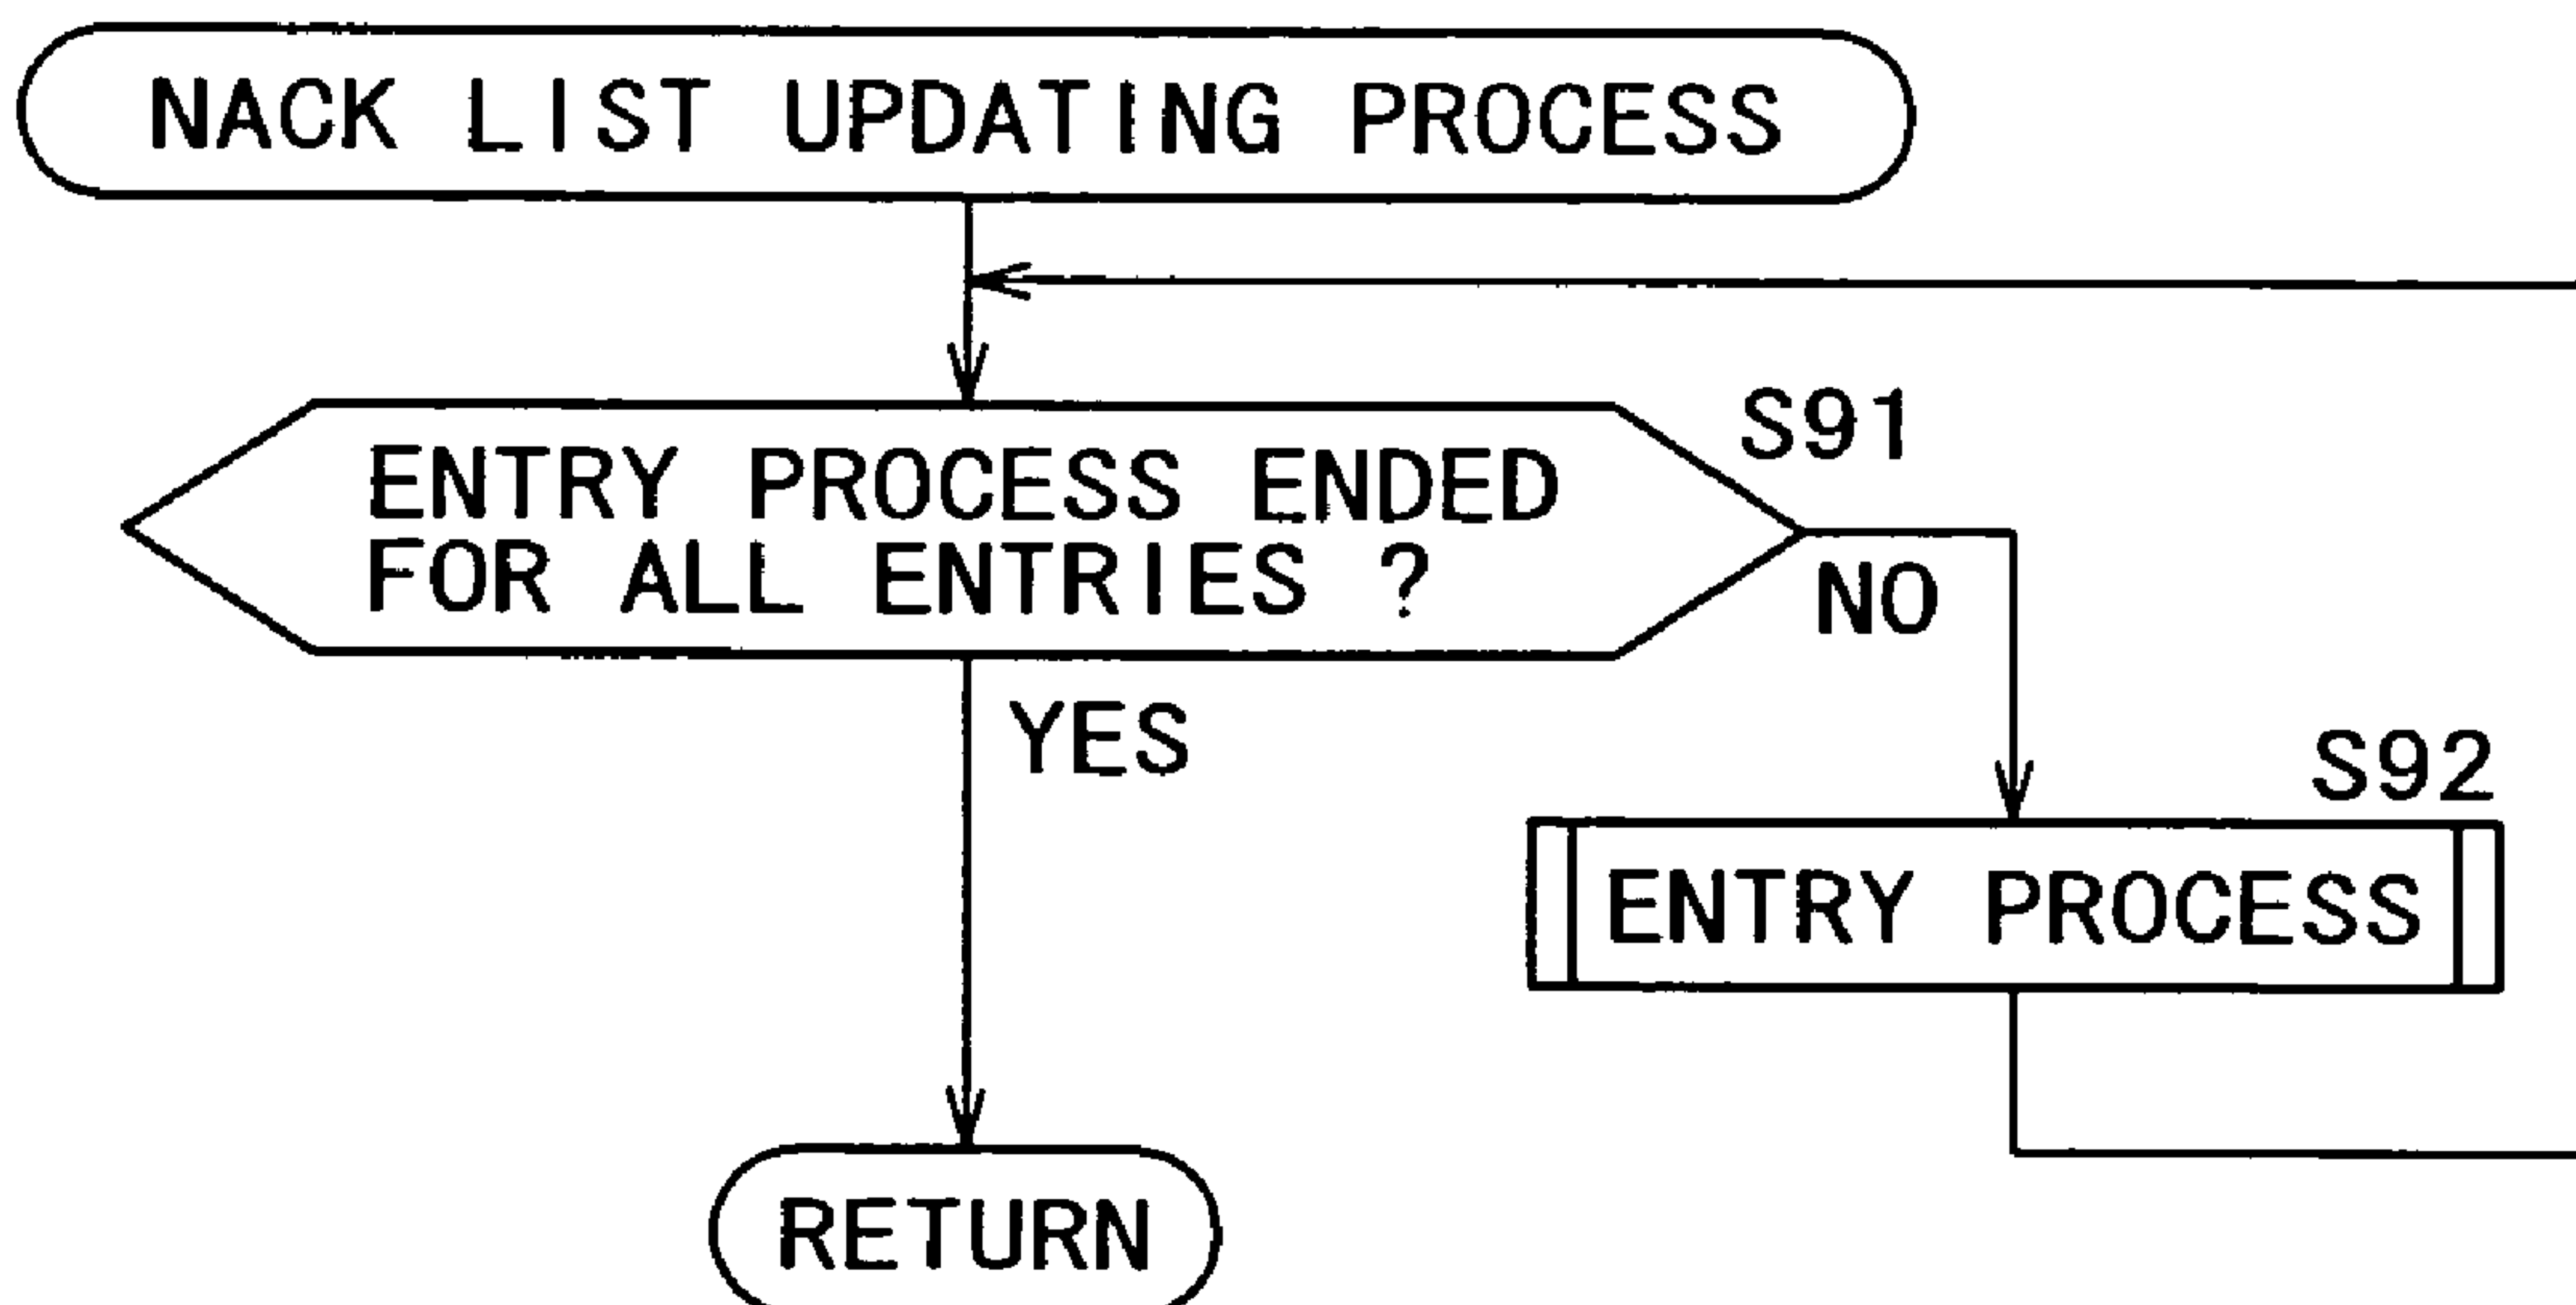 NACK LIST UPDATING PROCESS
S91
ENTRY PROCESS ENDED
FOR ALL ENTRIES ?
NO
YES
S92
ENTRY PROCESS
RETURN